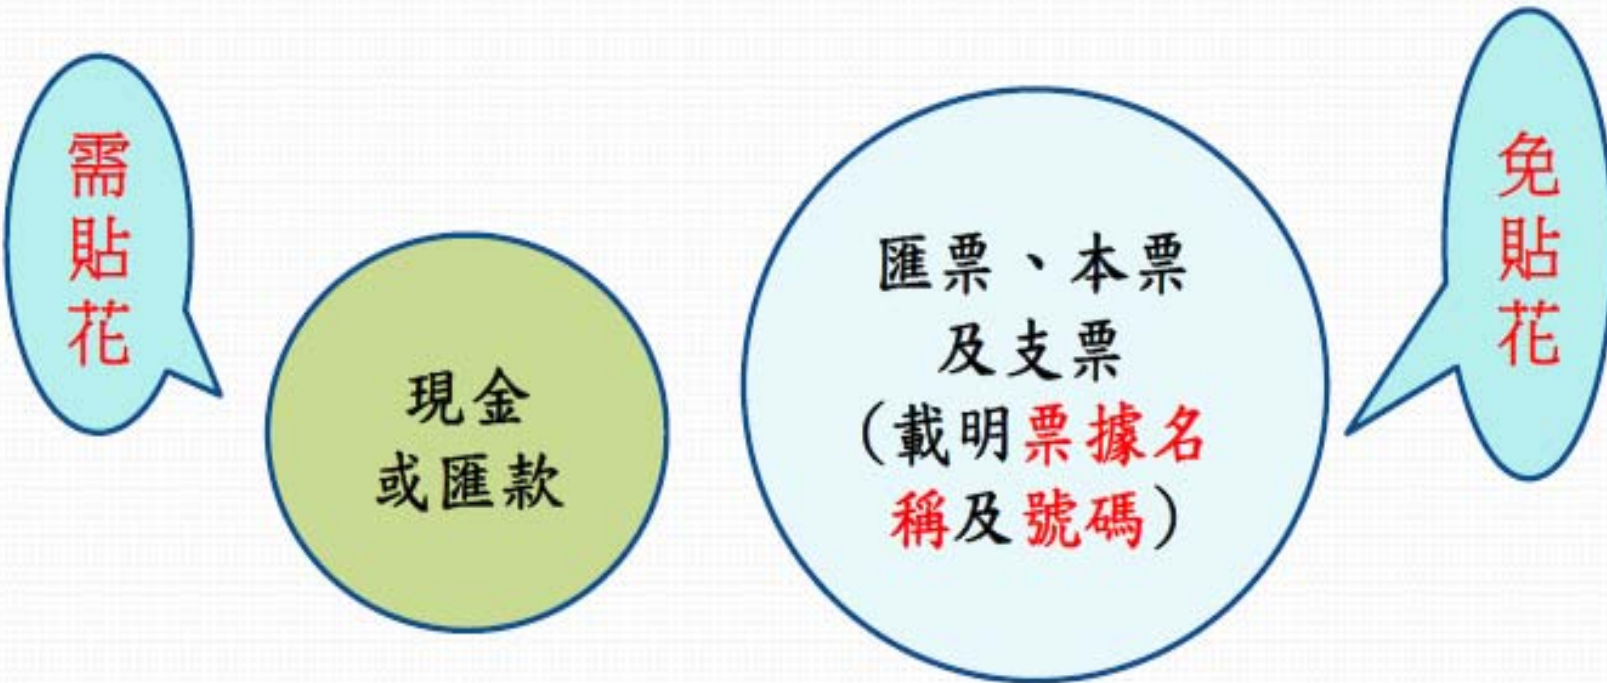 需貼花
現金
或匯款
匯票、本票
及支票
(載明票據名
稱及號碼)
免貼花